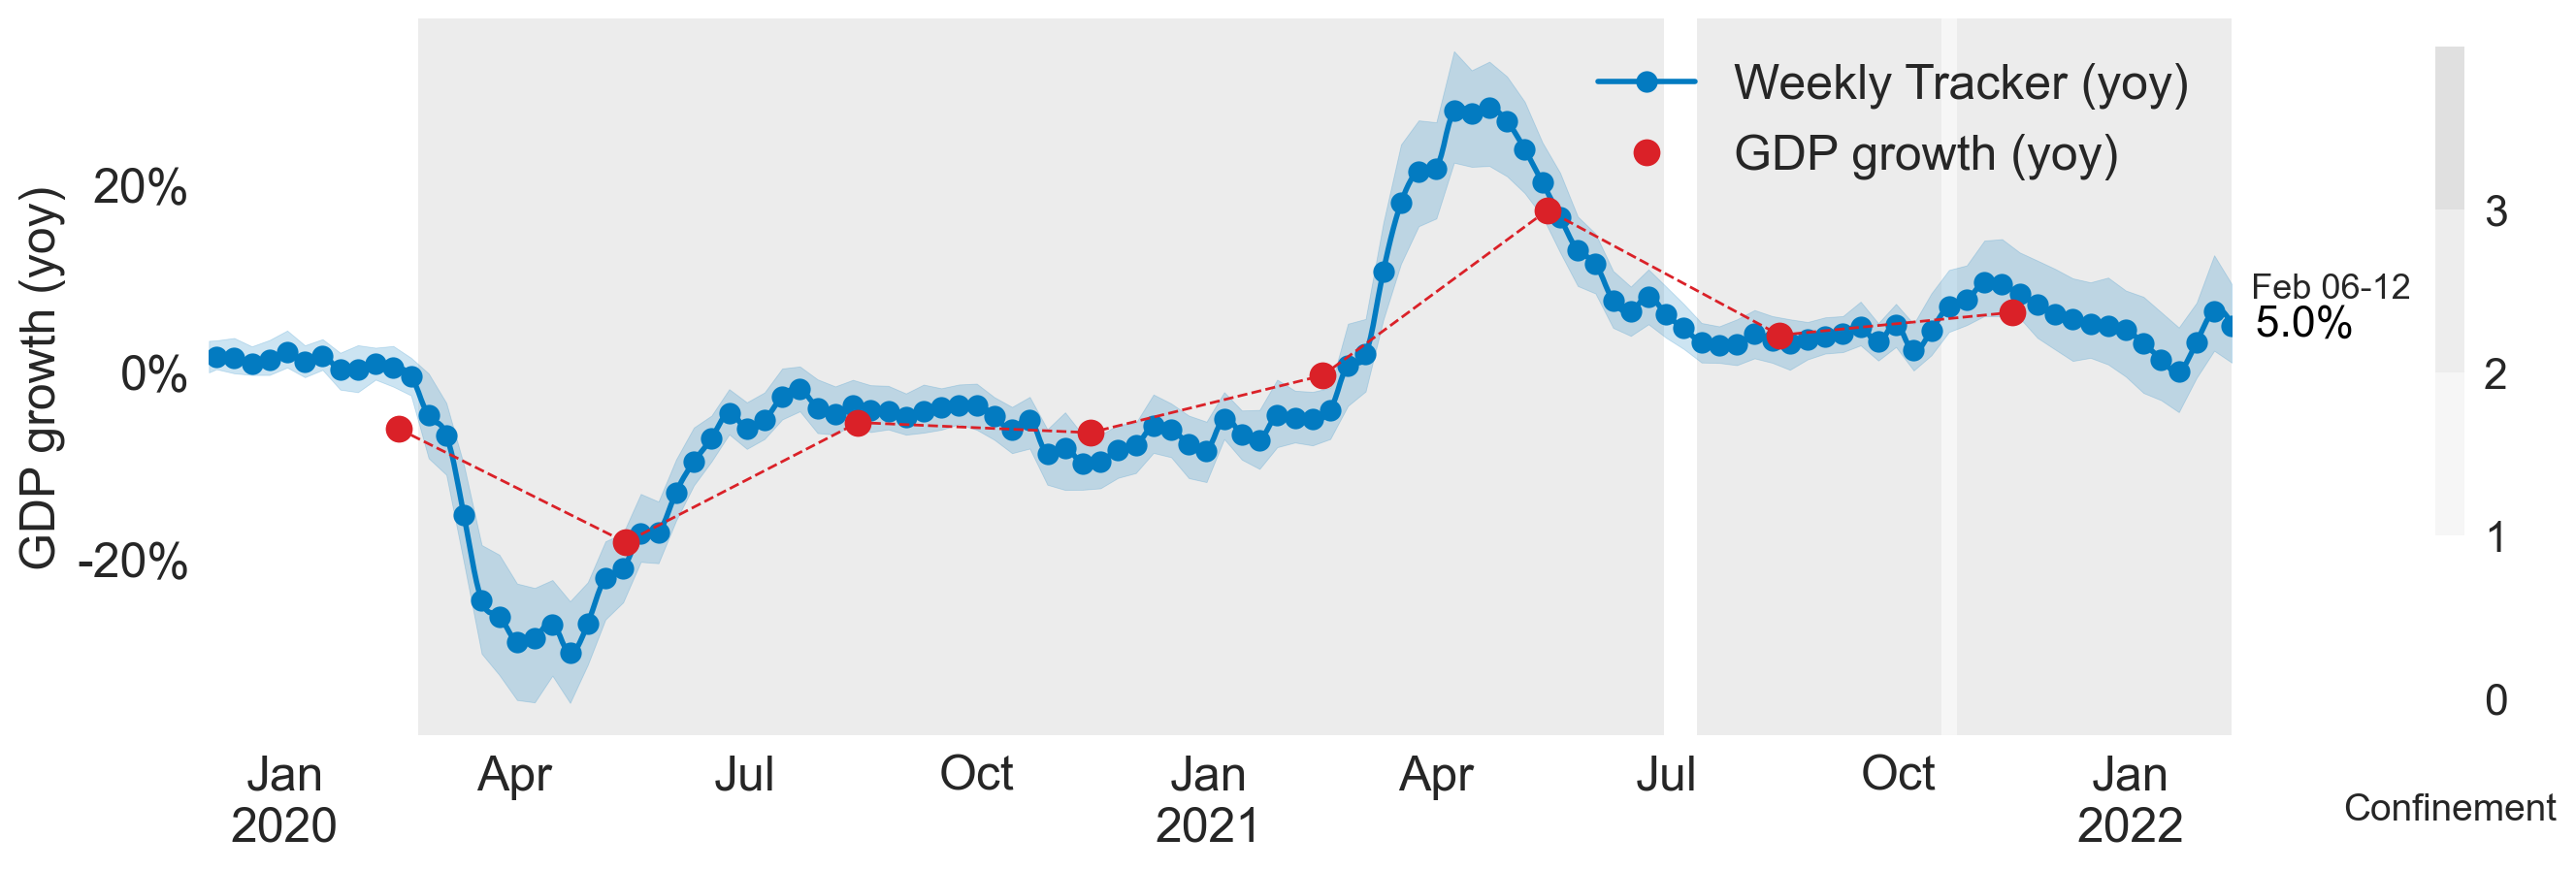 GDP growth (yoy)
20%
0%
-20%
Weekly Tracker (yoy)
GDP growth (yoy)
Feb 06-12
5.0%
3
2
1
0
Confinement
Jan Apr Jul Oct Jan Apr Jul Oct Jan
2020 2021 2022